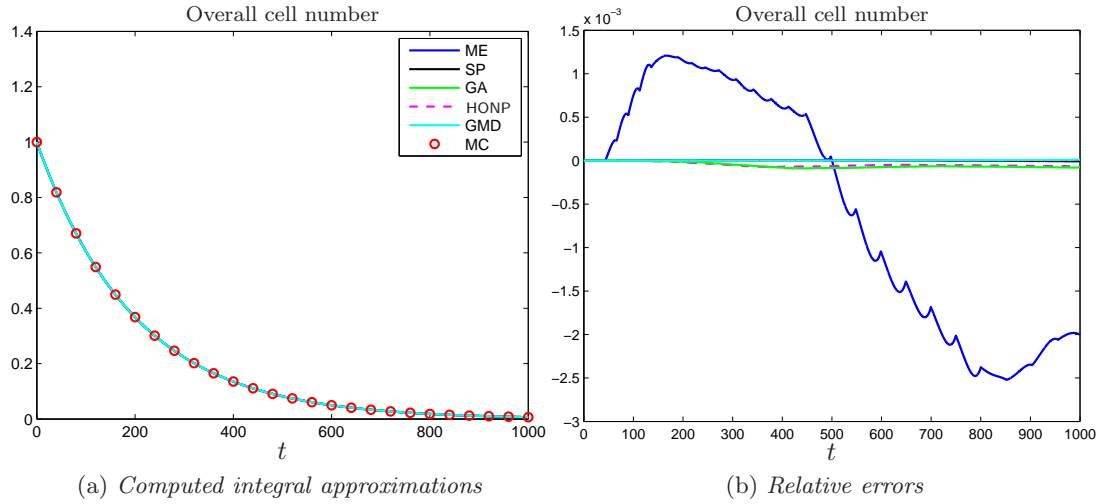 Overall cell number
1.4
1.2
1
0.8
0.6
0.4
0.2
0
0 200 400 600 800 1000
t
ME
SP
GA
HONP
GMD
MC
(a) Computed integral approximations
Overall cell number
x 10⁻³
1.5
1
0.5
0
−0.5
−1
−1.5
−2
−2.5
−3
0 100 200 300 400 500 600 700 800 900 1000
t
(b) Relative errors